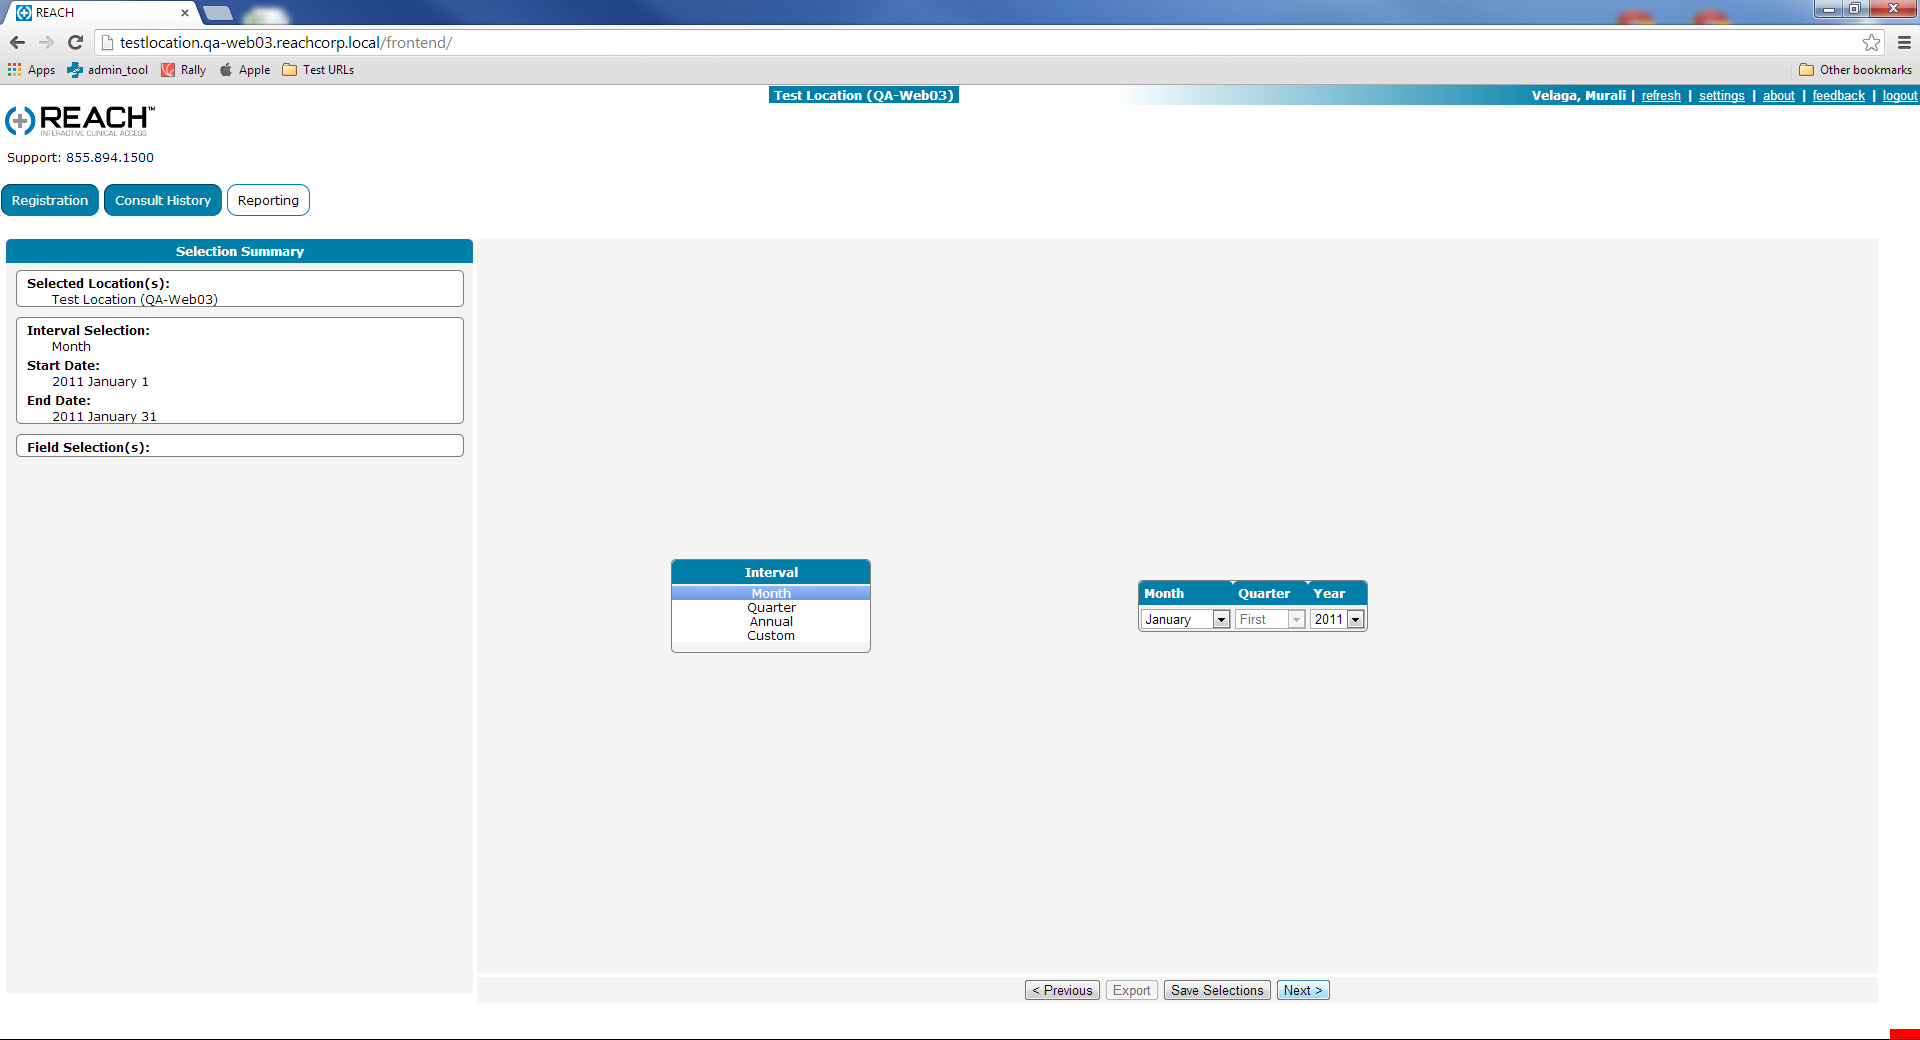 REACH
testlocation.qa-web03.reachcorp.local/frontend/
Apps admin_tool Rally Apple Test URLs Other bookmarks
Test Location (QA-Web03) Velaga, Murali | refresh | settings | about | feedback | logout
REACH™
INTERACTIVE CLINICAL ACCESS
Support: 855.894.1500
Registration Consult History Reporting
Selection Summary
Selected Location(s):
Test Location (QA-Web03)
Interval Selection:
Month
Start Date:
2011 January 1
End Date:
2011 January 31
Field Selection(s):
Interval
Month
Quarter
Annual
Custom
Month Quarter Year
January First 2011
< Previous Export Save Selections Next >